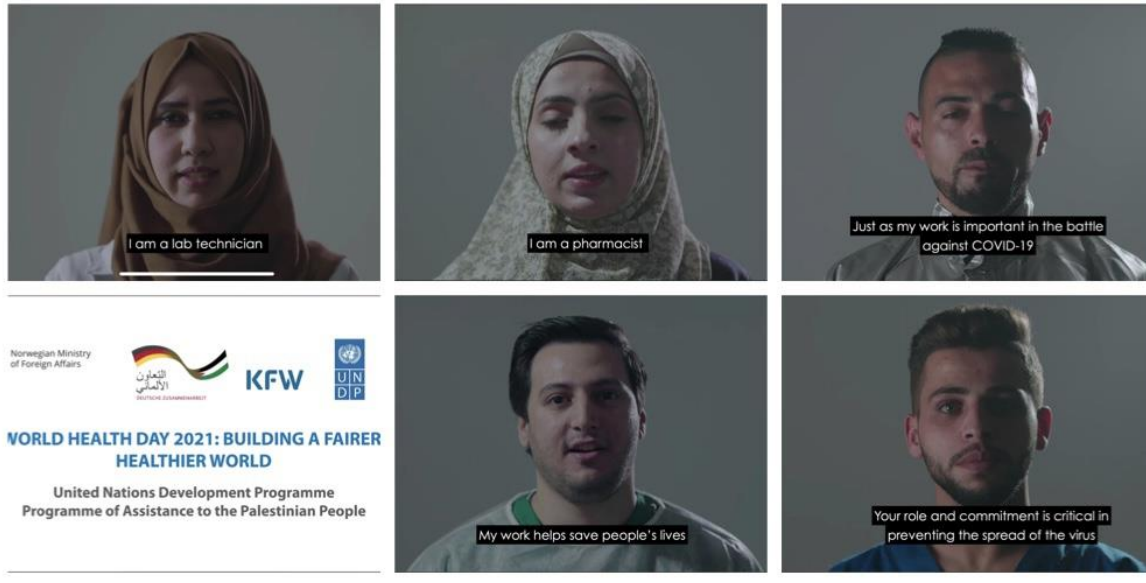 I am a lab technician
I am a pharmacist
Just as my work is important in the battle
against COVID-19
Norwegian Ministry
of Foreign Affairs
التعاون
الألماني
DEUTSCHE ZUSAMMENARBEIT
KFW
U N
D P
WORLD HEALTH DAY 2021: BUILDING A FAIRER
HEALTHIER WORLD
United Nations Development Programme
Programme of Assistance to the Palestinian People
My work helps save people's lives
Your role and commitment is critical in
preventing the spread of the virus